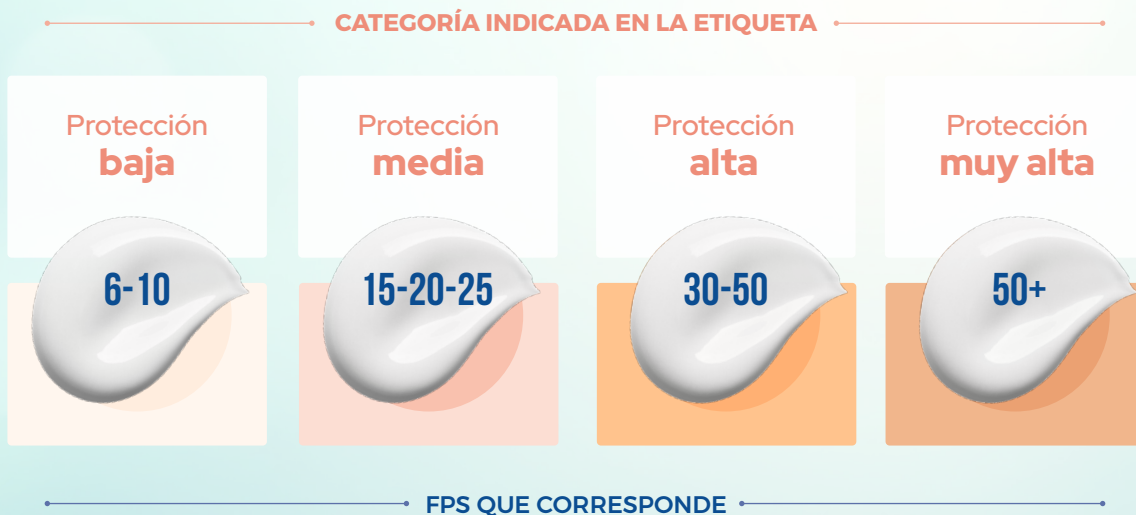 CATEGORÍA INDICADA EN LA ETIQUETA
Protección
baja
Protección
media
Protección
alta
Protección
muy alta
6-10
15-20-25
30-50
50+
FPS QUE CORRESPONDE